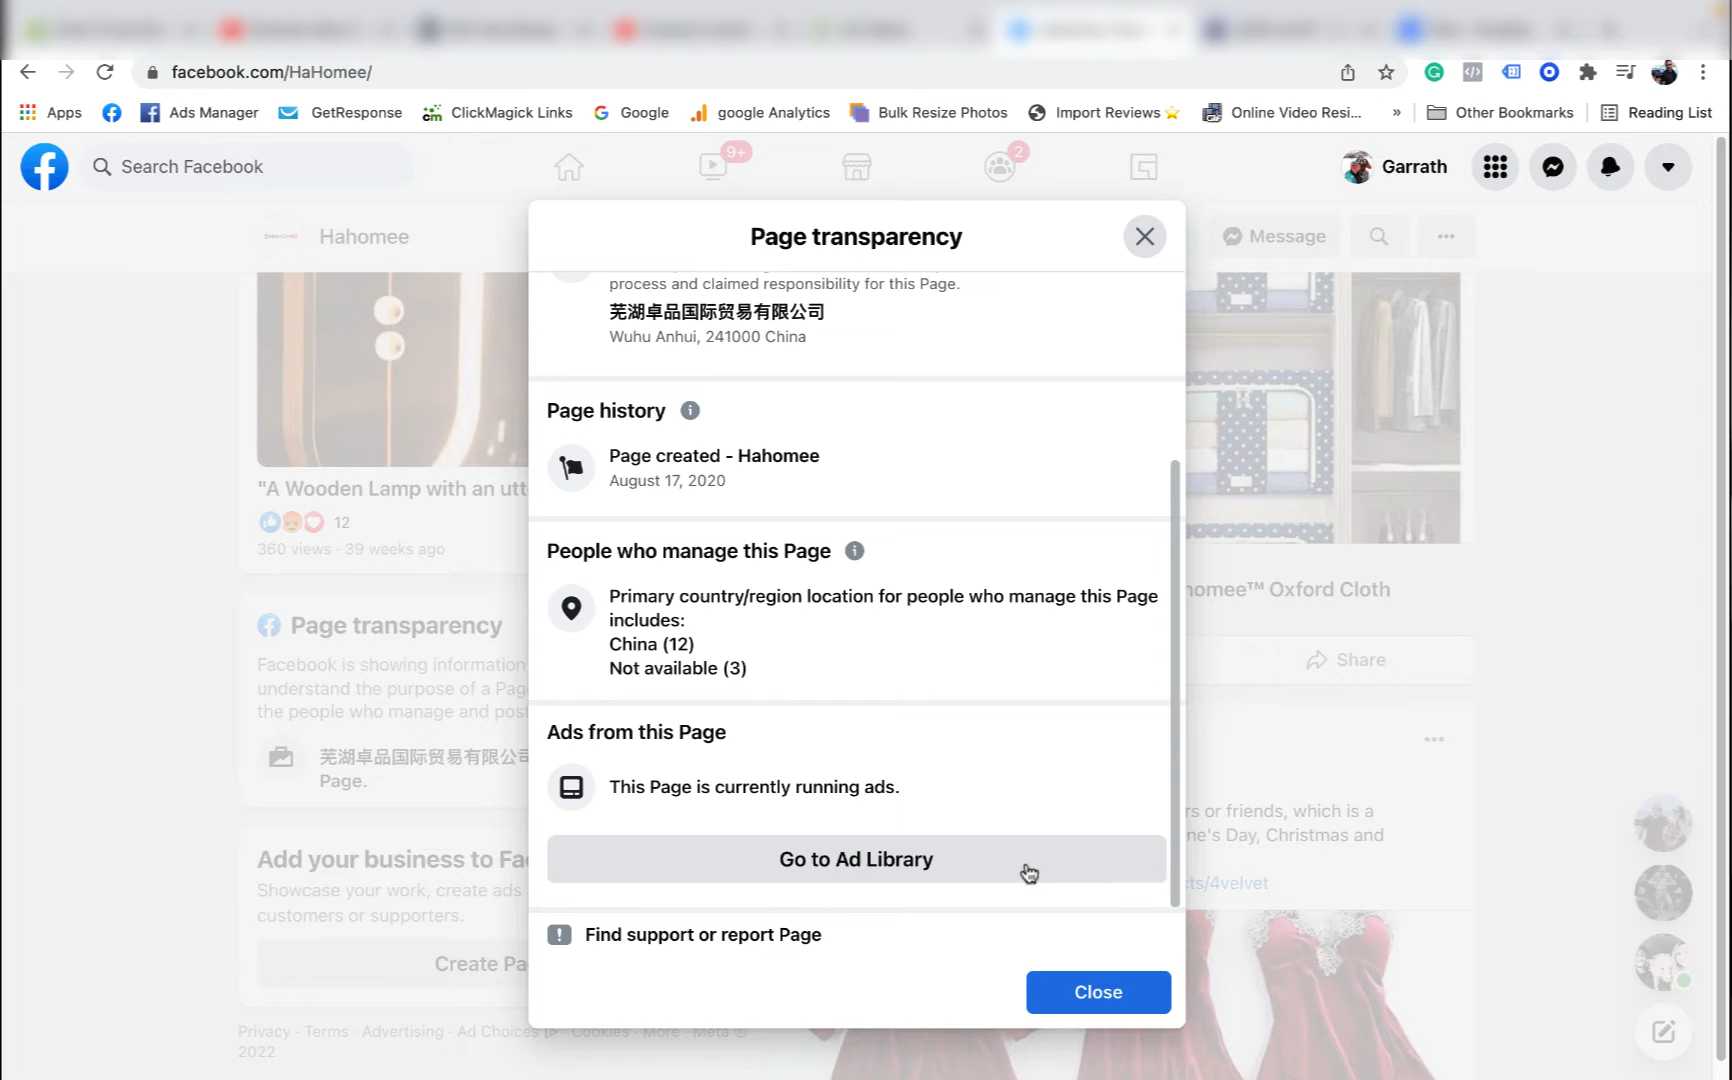 facebook.com/HaHomee/
Apps
Ads Manager
GetResponse
ClickMagick Links
Google
google Analytics
Bulk Resize Photos
Import Reviews
Online Video Resi...
»
Other Bookmarks
Reading List
Search Facebook
9+
2
Garrath
Hahomee
Message
Page transparency
process and claimed responsibility for this Page.
芜湖卓品国际贸易有限公司
Wuhu Anhui, 241000 China
Page history
Page created - Hahomee
August 17, 2020
People who manage this Page
Primary country/region location for people who manage this Page
includes:
China (12)
Not available (3)
Ads from this Page
This Page is currently running ads.
Go to Ad Library
Find support or report Page
Close
"A Wooden Lamp with an utt
12
360 views · 39 weeks ago
Page transparency
Facebook is showing information
understand the purpose of a Pag
the people who manage and post
芜湖卓品国际贸易有限公司
Page.
Add your business to Fa
Showcase your work, create ads
customers or supporters.
Create Pa
Privacy · Terms · Advertising · Ad Choices · Cookies · More · Meta ©
2022
homee™ Oxford Cloth
Share
rs or friends, which is a
ne's Day, Christmas and
ts/4velvet